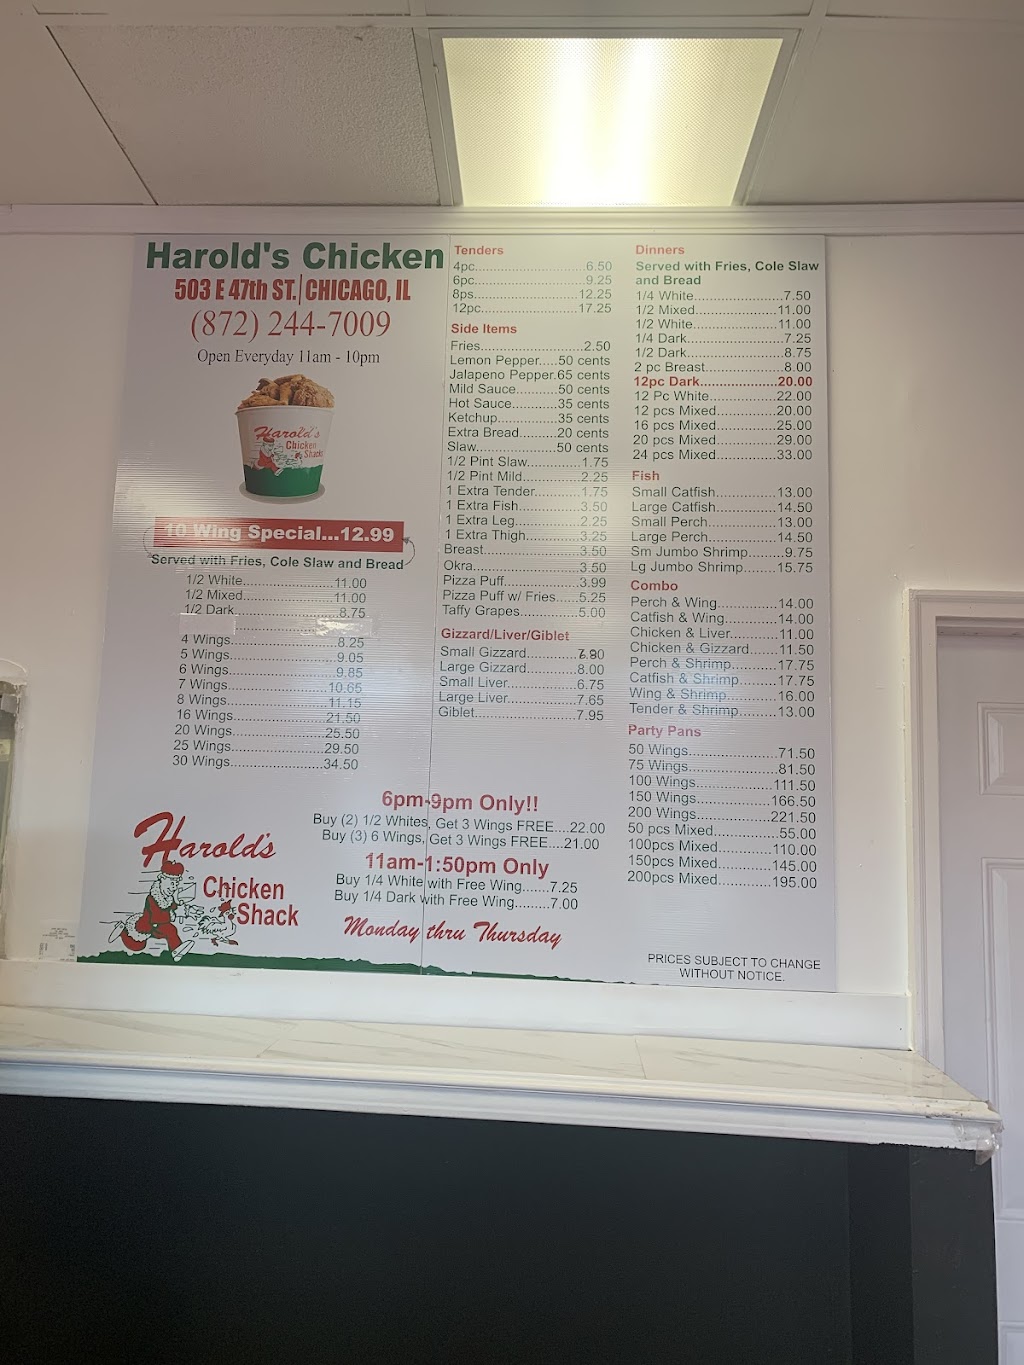 Harold's Chicken
503 E 47th ST. CHICAGO, IL
(872) 244-7009
Open Everyday 11am - 10pm
Harold's
Chicken
Shack
10 Wing Special...12.99
Served with Fries, Cole Slaw and Bread
1/2 White......................11.00
1/2 Mixed......................11.00
1/2 Dark.........................8.75
4 Wings..........................8.25
5 Wings..........................9.05
6 Wings..........................9.85
7 Wings........................10.65
8 Wings........................11.15
16 Wings......................21.50
20 Wings......................25.50
25 Wings......................29.50
30 Wings......................34.50
Tenders
4pc..........................6.50
6pc..........................9.25
8ps........................12.25
12pc.......................17.25
Side Items
Fries.........................2.50
Lemon Pepper.....50 cents
Jalapeno Pepper.65 cents
Mild Sauce..........50 cents
Hot Sauce...........35 cents
Ketchup..............35 cents
Extra Bread.........20 cents
Slaw....................50 cents
1/2 Pint Slaw.............1.75
1/2 Pint Mild..............2.25
1 Extra Tender...........1.75
1 Extra Fish...............3.50
1 Extra Leg................2.25
1 Extra Thigh.............3.25
Breast.......................3.50
Okra..........................3.50
Pizza Puff..................3.99
Pizza Puff w/ Fries.....5.25
Taffy Grapes..............5.00
Gizzard/Liver/Giblet
Small Gizzard............
Large Gizzard............8.00
Small Liver................6.75
Large Liver................7.65
Giblet........................7.95
Dinners
Served with Fries, Cole Slaw
and Bread
1/4 White.....................7.50
1/2 Mixed....................11.00
1/2 White....................11.00
1/4 Dark......................7.25
1/2 Dark......................8.75
2 pc Breast..................8.00
12pc Dark...................20.00
12 Pc White................22.00
12 pcs Mixed..............20.00
16 pcs Mixed..............25.00
20 pcs Mixed..............29.00
24 pcs Mixed..............33.00
Fish
Small Catfish..............13.00
Large Catfish..............14.50
Small Perch................13.00
Large Perch................14.50
Sm Jumbo Shrimp........9.75
Lg Jumbo Shrimp.......15.75
Combo
Perch & Wing.............14.00
Catfish & Wing............14.00
Chicken & Liver...........11.00
Chicken & Gizzard.......11.50
Perch & Shrimp..........17.75
Catfish & Shrimp........17.75
Wing & Shrimp...........16.00
Tender & Shrimp.........13.00
Party Pans
50 Wings....................71.50
75 Wings....................81.50
100 Wings.................111.50
150 Wings.................166.50
200 Wings.................221.50
50 pcs Mixed..............55.00
100pcs Mixed............110.00
150pcs Mixed............145.00
200pcs Mixed............195.00
6pm-9pm Only!!
Buy (2) 1/2 Whites, Get 3 Wings FREE....22.00
Buy (3) 6 Wings, Get 3 Wings FREE....21.00
11am-1:50pm Only
Buy 1/4 White with Free Wing.......7.25
Buy 1/4 Dark with Free Wing.........7.00
Monday thru Thursday
Harold's
Chicken
Shack
PRICES SUBJECT TO CHANGE
WITHOUT NOTICE.